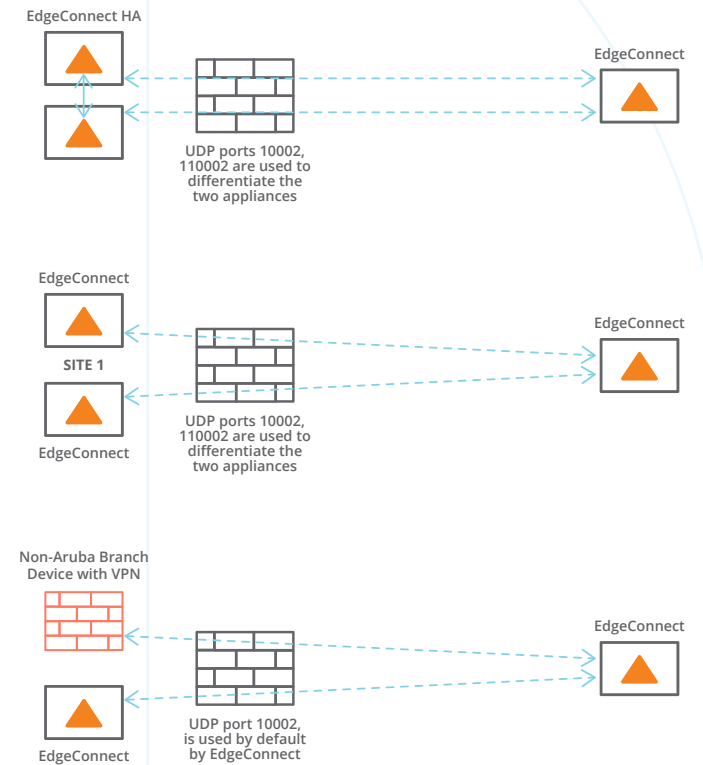 EdgeConnect HA
EdgeConnect
UDP ports 10002,
110002 are used to
differentiate the
two appliances
EdgeConnect
EdgeConnect
SITE 1
UDP ports 10002,
110002 are used to
differentiate the
two appliances
EdgeConnect
Non-Aruba Branch
Device with VPN
EdgeConnect
UDP port 10002,
is used by default
by EdgeConnect
EdgeConnect